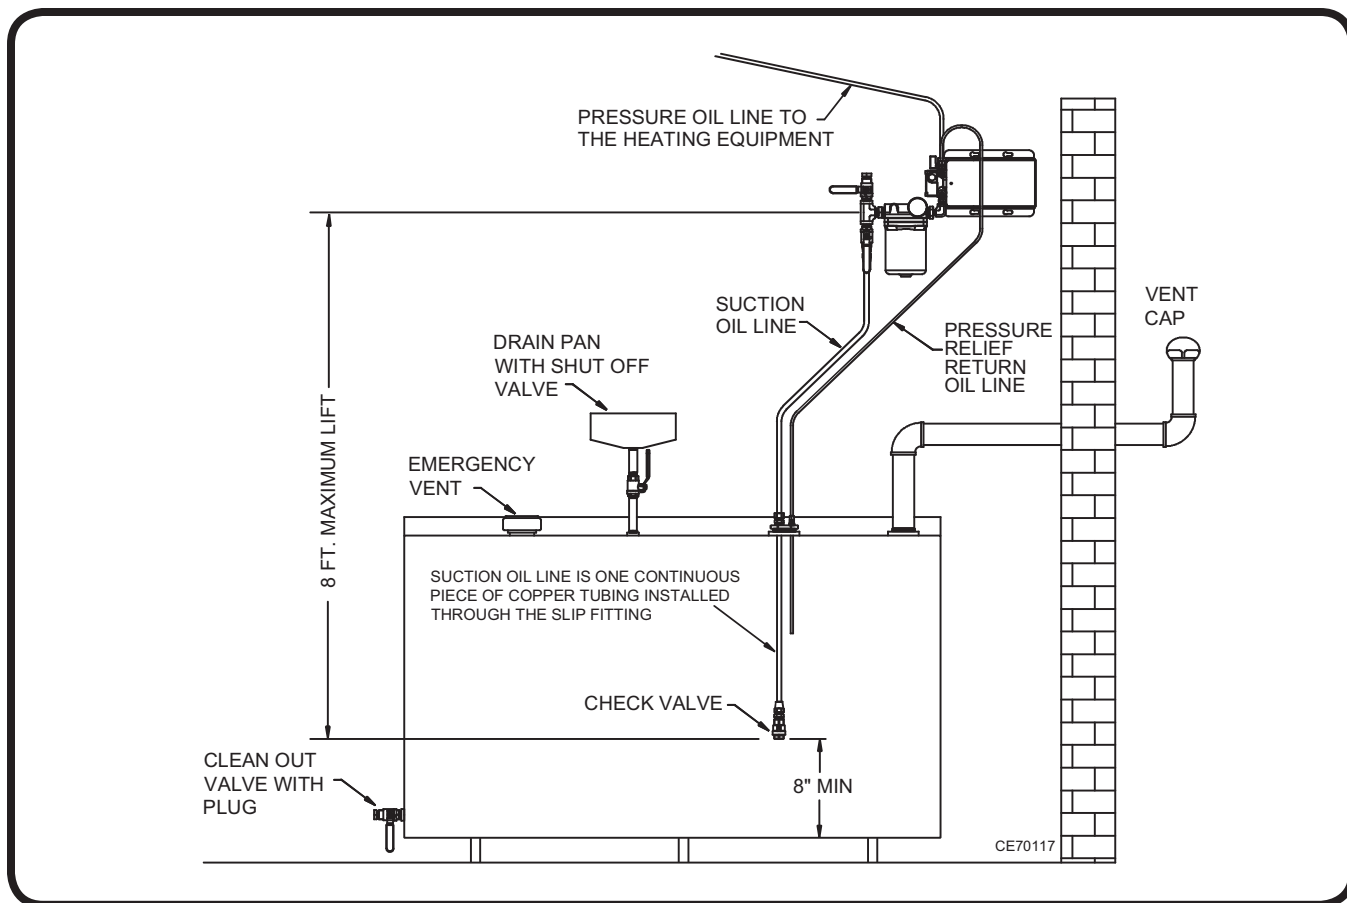 PRESSURE OIL LINE TO
THE HEATING EQUIPMENT
SUCTION
OIL LINE
PRESSURE
RELIEF
RETURN
OIL LINE
VENT
CAP
DRAIN PAN
WITH SHUT OFF
VALVE
8 FT. MAXIMUM LIFT
EMERGENCY
VENT
SUCTION OIL LINE IS ONE CONTINUOUS
PIECE OF COPPER TUBING INSTALLED
THROUGH THE SLIP FITTING
CHECK VALVE
CLEAN OUT
VALVE WITH
PLUG
8" MIN
CE70117